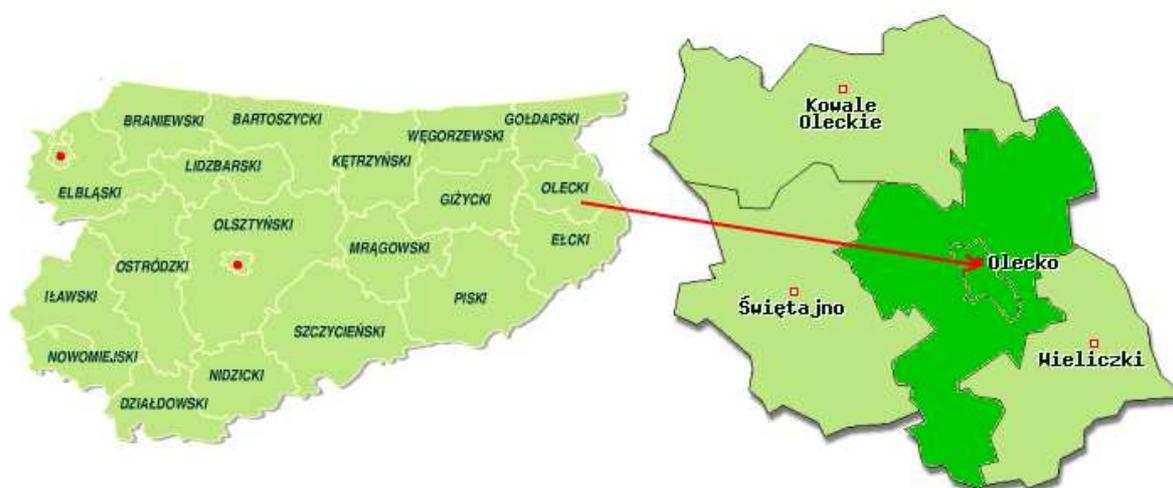 BRANIEWSKI
BARTOSZYCKI
WĘGORZEWSKI
GOŁDAPSKI
LIDZBARSKI
KĘTRZYŃSKI
ELBLĄSKI
GIŻYCKI
OLECKI
OLSZTYŃSKI
MRĄGOWSKI
EŁCKI
OSTRÓDZKI
IŁAWSKI
PISKI
SZCZYCIEŃSKI
NOWOMIEJSKI
NIDZICKI
DZIAŁDOWSKI
Kowale
Oleckie
Olecko
Świętajno
Wieliczki